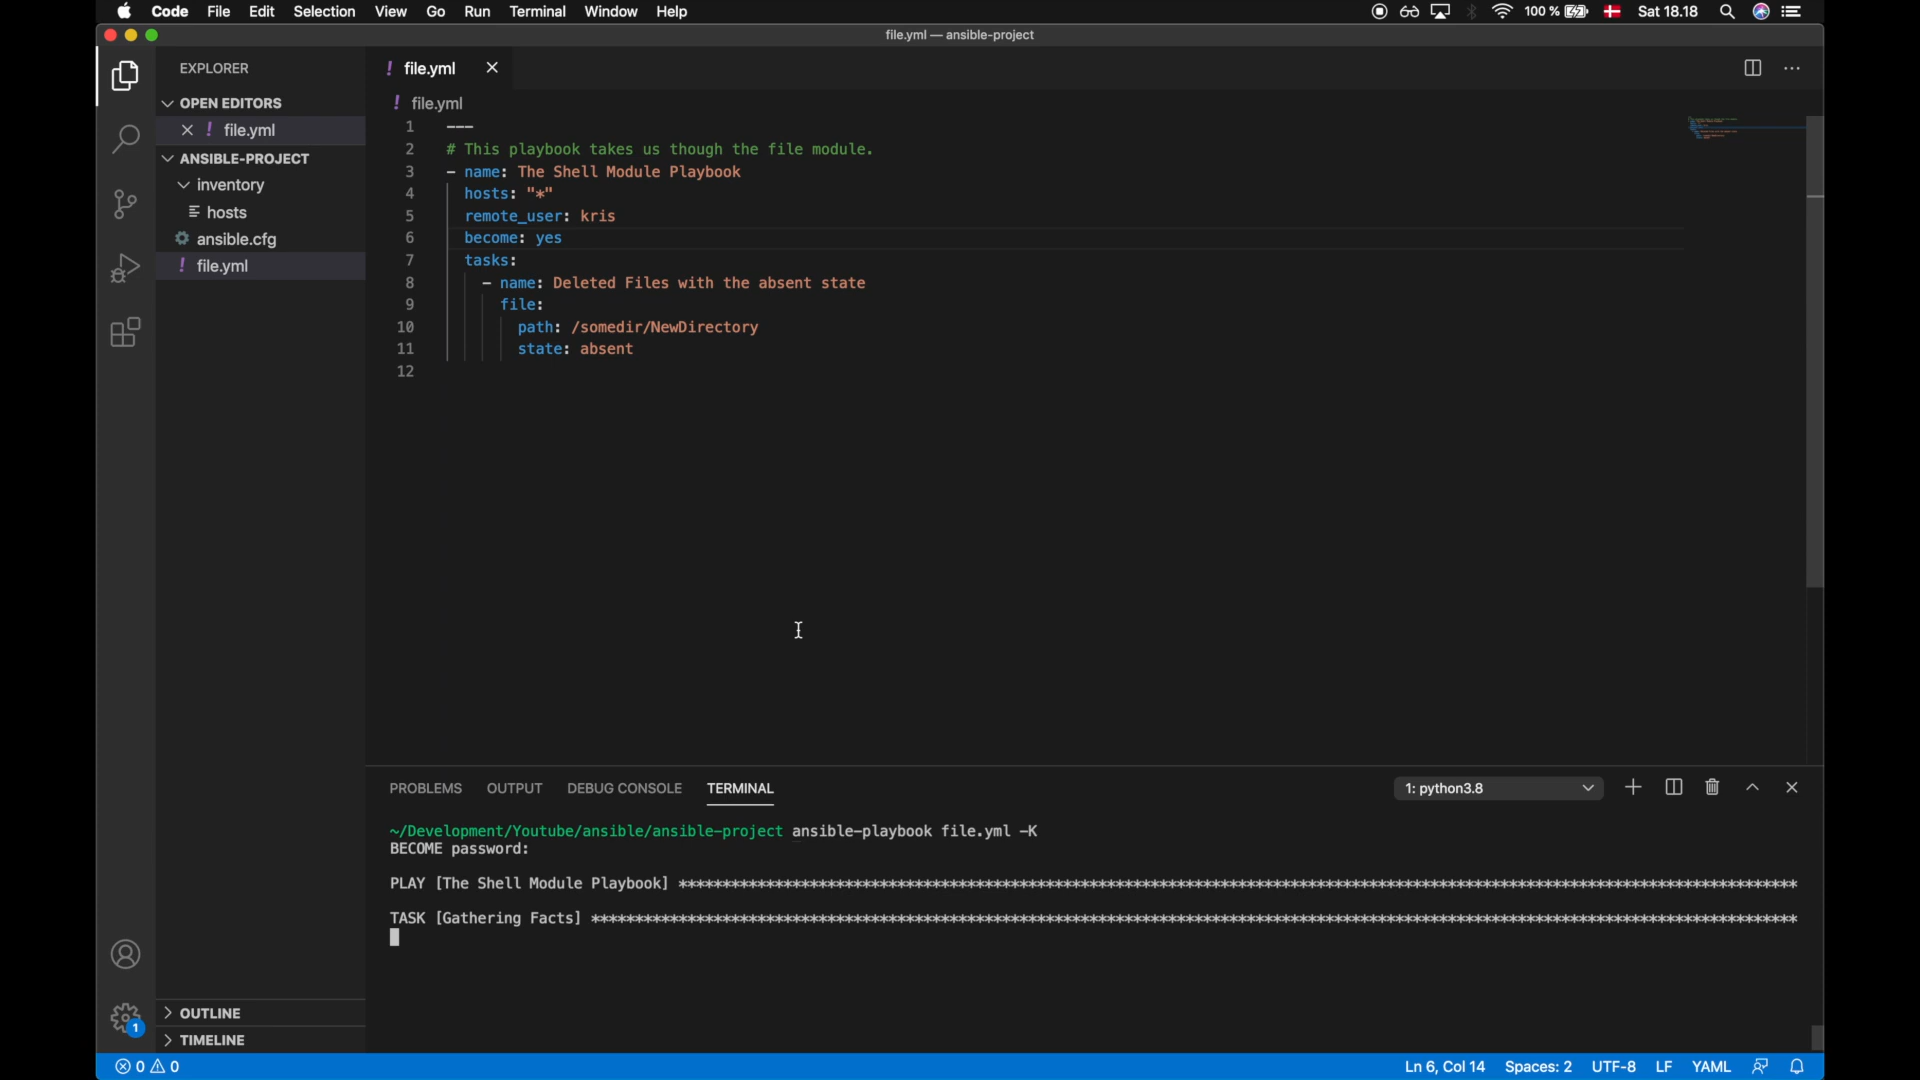 Code File Edit Selection View Go Run Terminal Window Help 100 % Sat 18.18
file.yml — ansible-project
EXPLORER
OPEN EDITORS
file.yml
ANSIBLE-PROJECT
inventory
hosts
ansible.cfg
file.yml
OUTLINE
TIMELINE
file.yml
file.yml
1 ---
2 # This playbook takes us though the file module.
3 - name: The Shell Module Playbook
4 hosts: "*"
5 remote_user: kris
6 become: yes
7 tasks:
8 - name: Deleted Files with the absent state
9 file:
10 path: /somedir/NewDirectory
11 state: absent
12
PROBLEMS OUTPUT DEBUG CONSOLE TERMINAL 1: python3.8
~/Development/Youtube/ansible/ansible-project ansible-playbook file.yml -K
BECOME password:
PLAY [The Shell Module Playbook] ******************************************************************************************************************************
TASK [Gathering Facts] ****************************************************************************************************************************************
1
0 0 Ln 6, Col 14 Spaces: 2 UTF-8 LF YAML